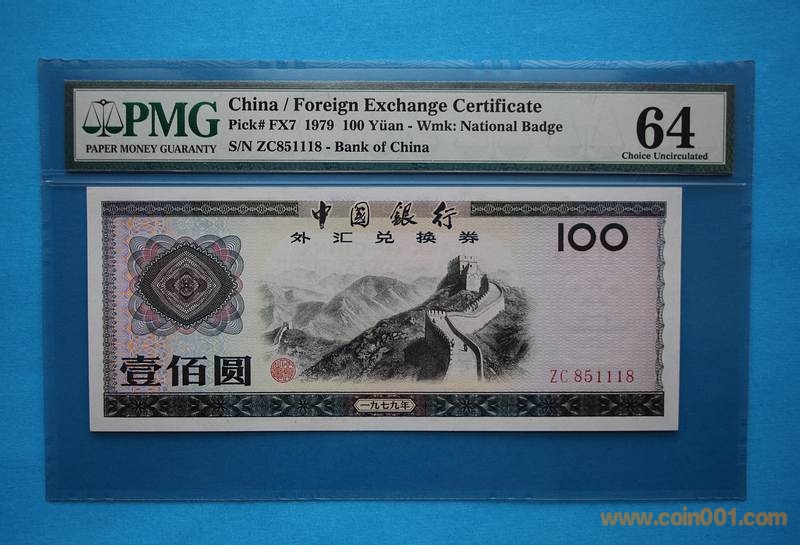 PMG
PAPER MONEY GUARANTY
China / Foreign Exchange Certificate
Pick# FX7 1979 100 Yüan - Wmk: National Badge
S/N ZC851118 - Bank of China
64
Choice Uncirculated
中國銀行
外汇兑换券
100
壹佰圆
ZC 851118
一九七九年
www.coin001.com